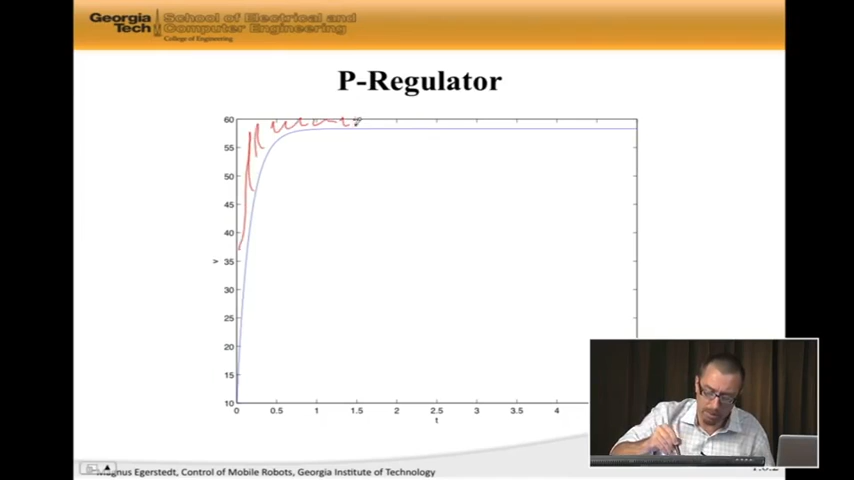 Georgia Tech
School of Electrical and Computer Engineering
College of Engineering
P-Regulator
60
55
50
45
40
v
35
30
25
20
15
10
0 0.5 1 1.5 2 2.5 3 3.5 4
t
Magnus Egerstedt, Control of Mobile Robots, Georgia Institute of Technology